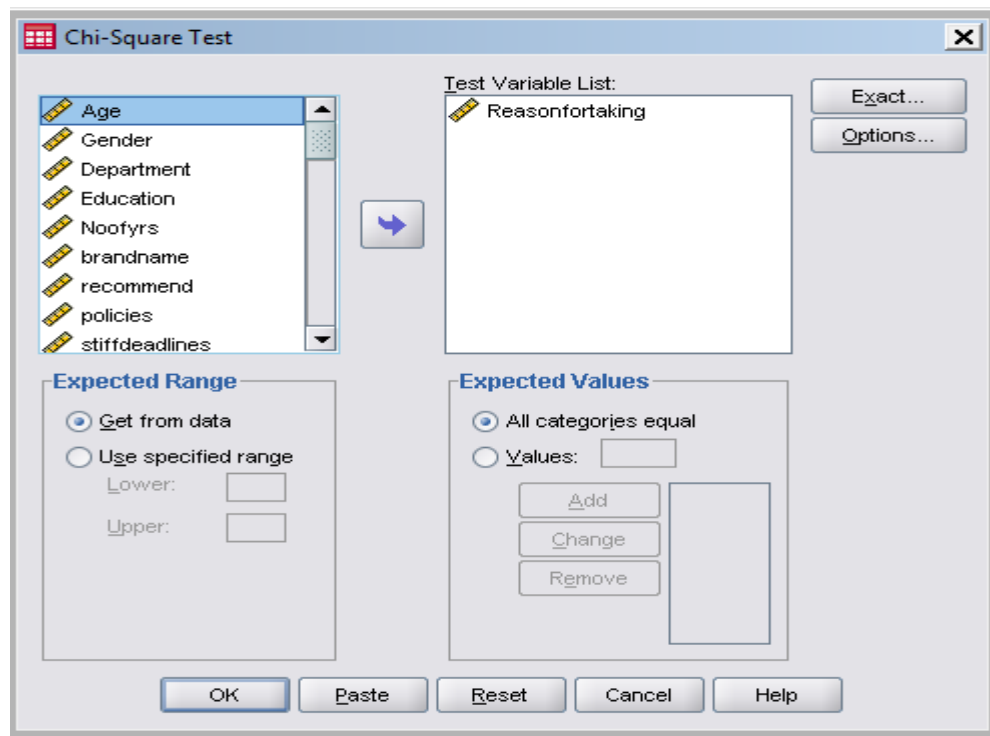 Chi-Square Test
Age
Gender
Department
Education
Noofyrs
brandname
recommend
policies
stiffdeadlines
Test Variable List:
Reasonfortaking
Exact...
Options...
Expected Range
Get from data
Use specified range
Lower:
Upper:
Expected Values
All categories equal
Values:
Add
Change
Remove
OK
Paste
Reset
Cancel
Help